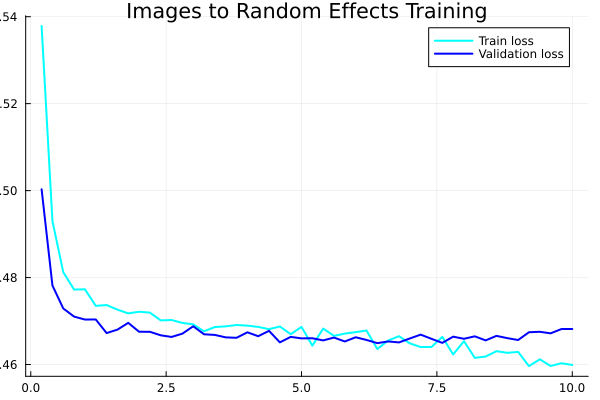 Images to Random Effects Training
.54
Train loss
Validation loss
.52
.50
.48
.46
0.0 2.5 5.0 7.5 10.0